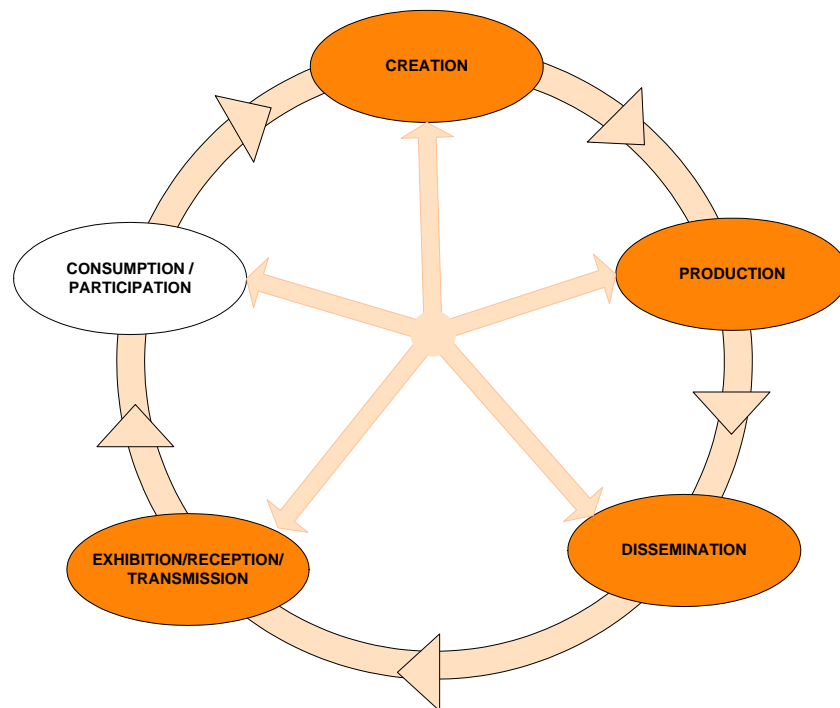 CREATION
PRODUCTION
DISSEMINATION
EXHIBITION/RECEPTION/
TRANSMISSION
CONSUMPTION /
PARTICIPATION